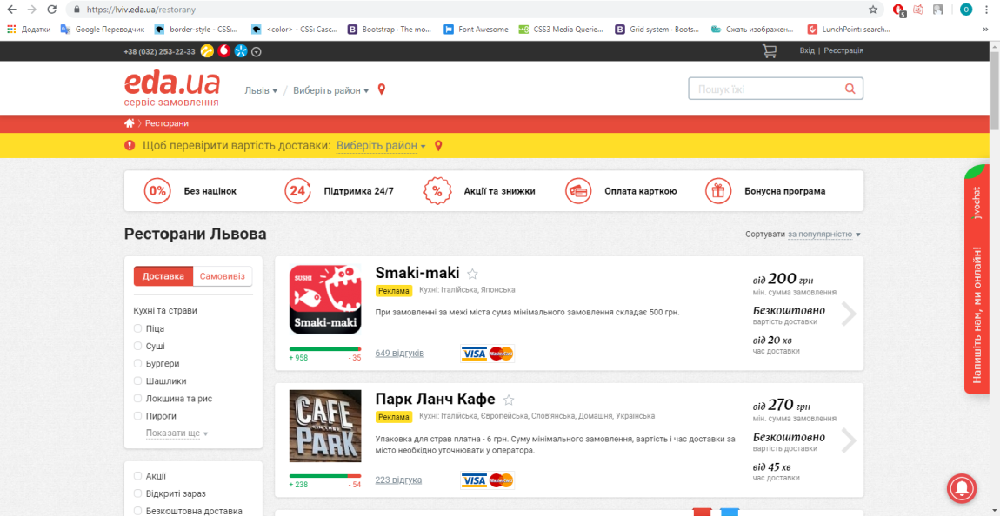 https://lviv.eda.ua/restorany
Додатки Google Переводчик border-style - CSS:... <color> - CSS: Casc... Bootstrap · The mo... Font Awesome CSS3 Media Querie... Grid system · Boots... Сжать изображен... LunchPoint: search... »
+38 (032) 253-22-33 Вхід | Реєстрація
eda.ua
сервіс замовлення
Львів / Виберіть район Пошук їжі
Ресторани
Щоб перевірити вартість доставки: Виберіть район
0% Без націнок 24 Підтримка 24/7 % Акції та знижки Оплата карткою Бонусна програма
Ресторани Львова Сортувати за популярністю
Доставка Самовивіз
Кухні та страви
Піца
Суші
Бургери
Шашлики
Локшина та рис
Пироги
Показати ще
Акції
Відкриті зараз
Безкоштовна доставка
SUSHI
Smaki-maki
Smaki-maki
Реклама Кухні: Італійська, Японська
При замовленні за межі міста сума мінімального замовлення складає 500 грн.
+ 958 - 35 649 відгуків VISA MasterCard
від 200 грн
мін. сумма замовлення
Безкоштовно
вартість доставки
від 20 хв
час доставки
CAFE
IN THE
PARK
Парк Ланч Кафе
Реклама Кухні: Італійська, Європейська, Слов'янська, Домашня, Українська
Упаковка для страв платна - 6 грн. Суму мінімального замовлення, вартість і час доставки за
місто необхідно уточнювати у оператора.
+ 238 - 54 223 відгука VISA MasterCard
від 270 грн
мін. сумма замовлення
Безкоштовно
вартість доставки
від 45 хв
час доставки
jivochat
Напишіть нам, ми онлайн!
5
O